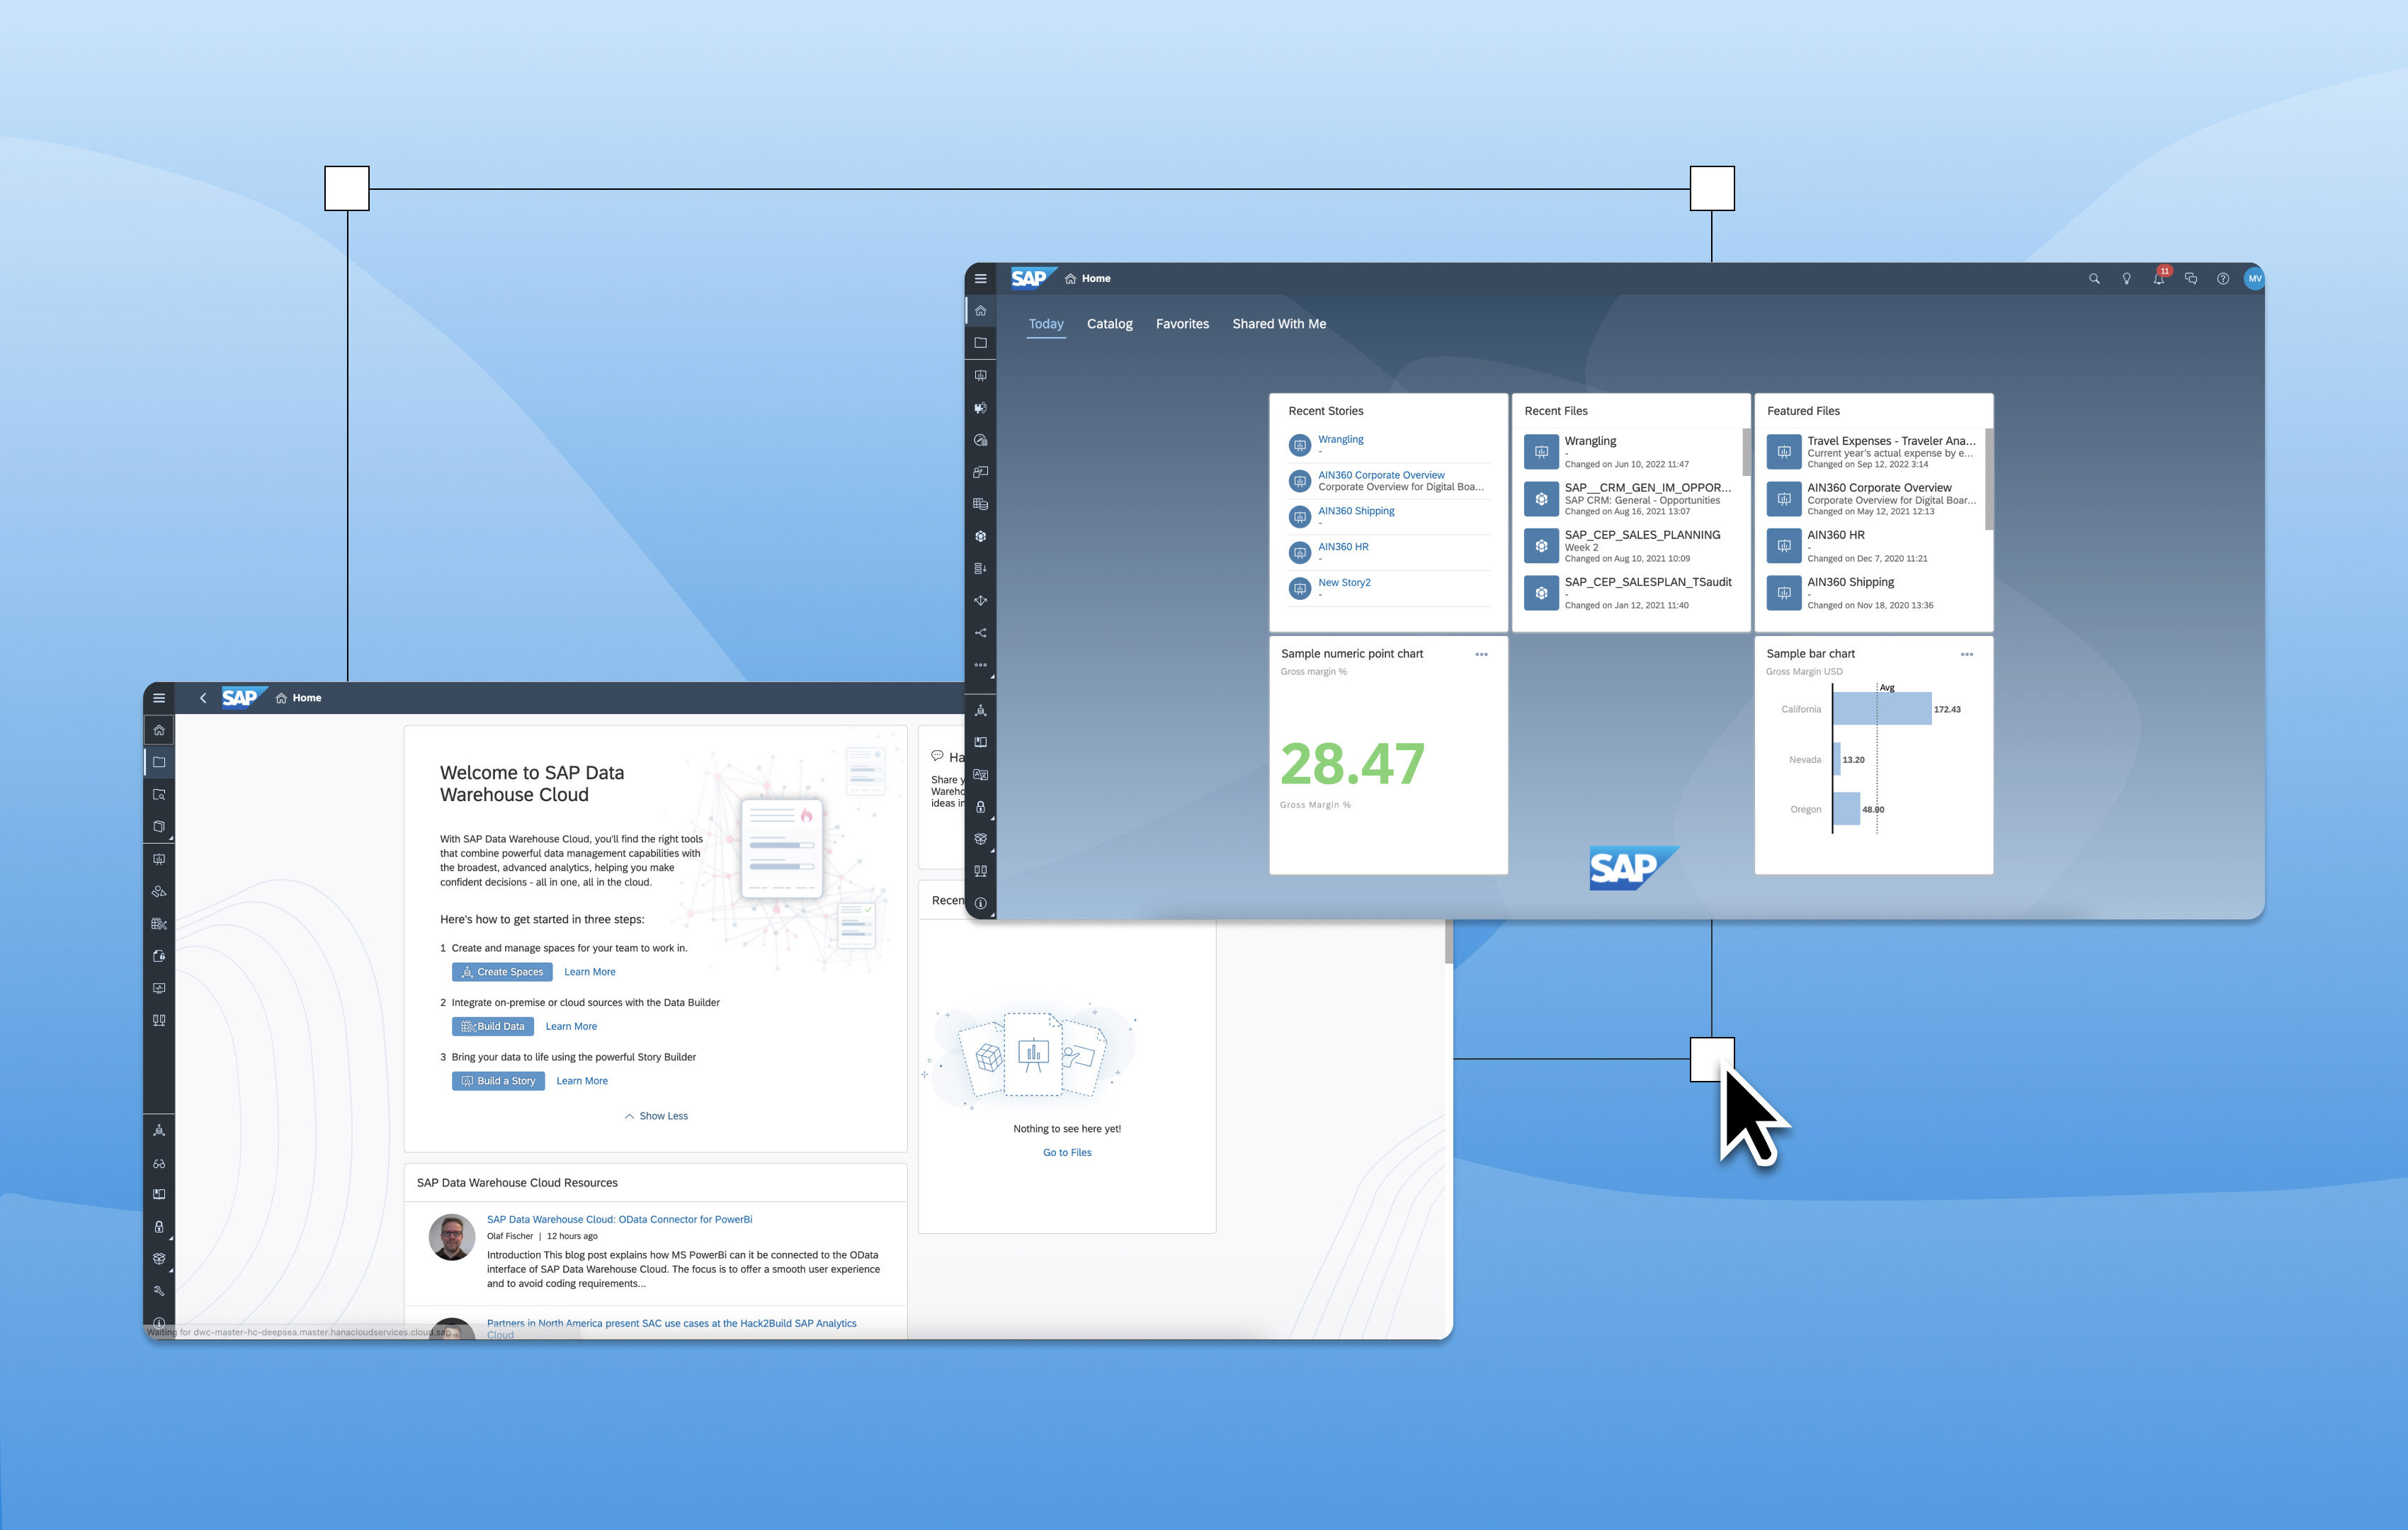 SAP
Home
11
MV
Today
Catalog
Favorites
Shared With Me
Recent Stories
Wrangling
-
AIN360 Corporate Overview
Corporate Overview for Digital Boa...
AIN360 Shipping
-
AIN360 HR
-
New Story2
-
Recent Files
Wrangling
-
Changed on Jun 10, 2022 11:47
SAP__CRM_GEN_IM_OPPOR...
SAP CRM: General - Opportunities
Changed on Aug 16, 2021 13:07
SAP_CEP_SALES_PLANNING
Week 2
Changed on Aug 10, 2021 10:09
SAP_CEP_SALESPLAN_TSaudit
-
Changed on Jan 12, 2021 11:40
Featured Files
Travel Expenses - Traveler Ana...
Current year's actual expense by e...
Changed on Sep 12, 2022 3:14
AIN360 Corporate Overview
Corporate Overview for Digital Boar...
Changed on May 12, 2021 12:13
AIN360 HR
-
Changed on Dec 7, 2020 11:21
AIN360 Shipping
-
Changed on Nov 18, 2020 13:36
Sample numeric point chart
Gross margin %
28.47
Gross Margin %
Sample bar chart
Gross Margin USD
Avg
California
172.43
Nevada
13.20
Oregon
48.00
SAP
SAP
Home
Welcome to SAP Data
Warehouse Cloud
With SAP Data Warehouse Cloud, you'll find the right tools
that combine powerful data management capabilities with
the broadest, advanced analytics, helping you make
confident decisions - all in one, all in the cloud.
Here's how to get started in three steps:
1 Create and manage spaces for your team to work in.
Create Spaces
Learn More
2 Integrate on-premise or cloud sources with the Data Builder
Build Data
Learn More
3 Bring your data to life using the powerful Story Builder
Build a Story
Learn More
Show Less
SAP Data Warehouse Cloud Resources
SAP Data Warehouse Cloud: OData Connector for PowerBi
Olaf Fischer | 12 hours ago
Introduction This blog post explains how MS PowerBi can it be connected to the OData
interface of SAP Data Warehouse Cloud. The focus is to offer a smooth user experience
and to avoid coding requirements...
Partners in North America present SAC use cases at the Hack2Build SAP Analytics
Cloud
Waiting for dwc-master-hc-deepsea.master.hanacloudservices.cloud.sap...
Ha
Share y
Wareho
ideas in
Recen
Nothing to see here yet!
Go to Files